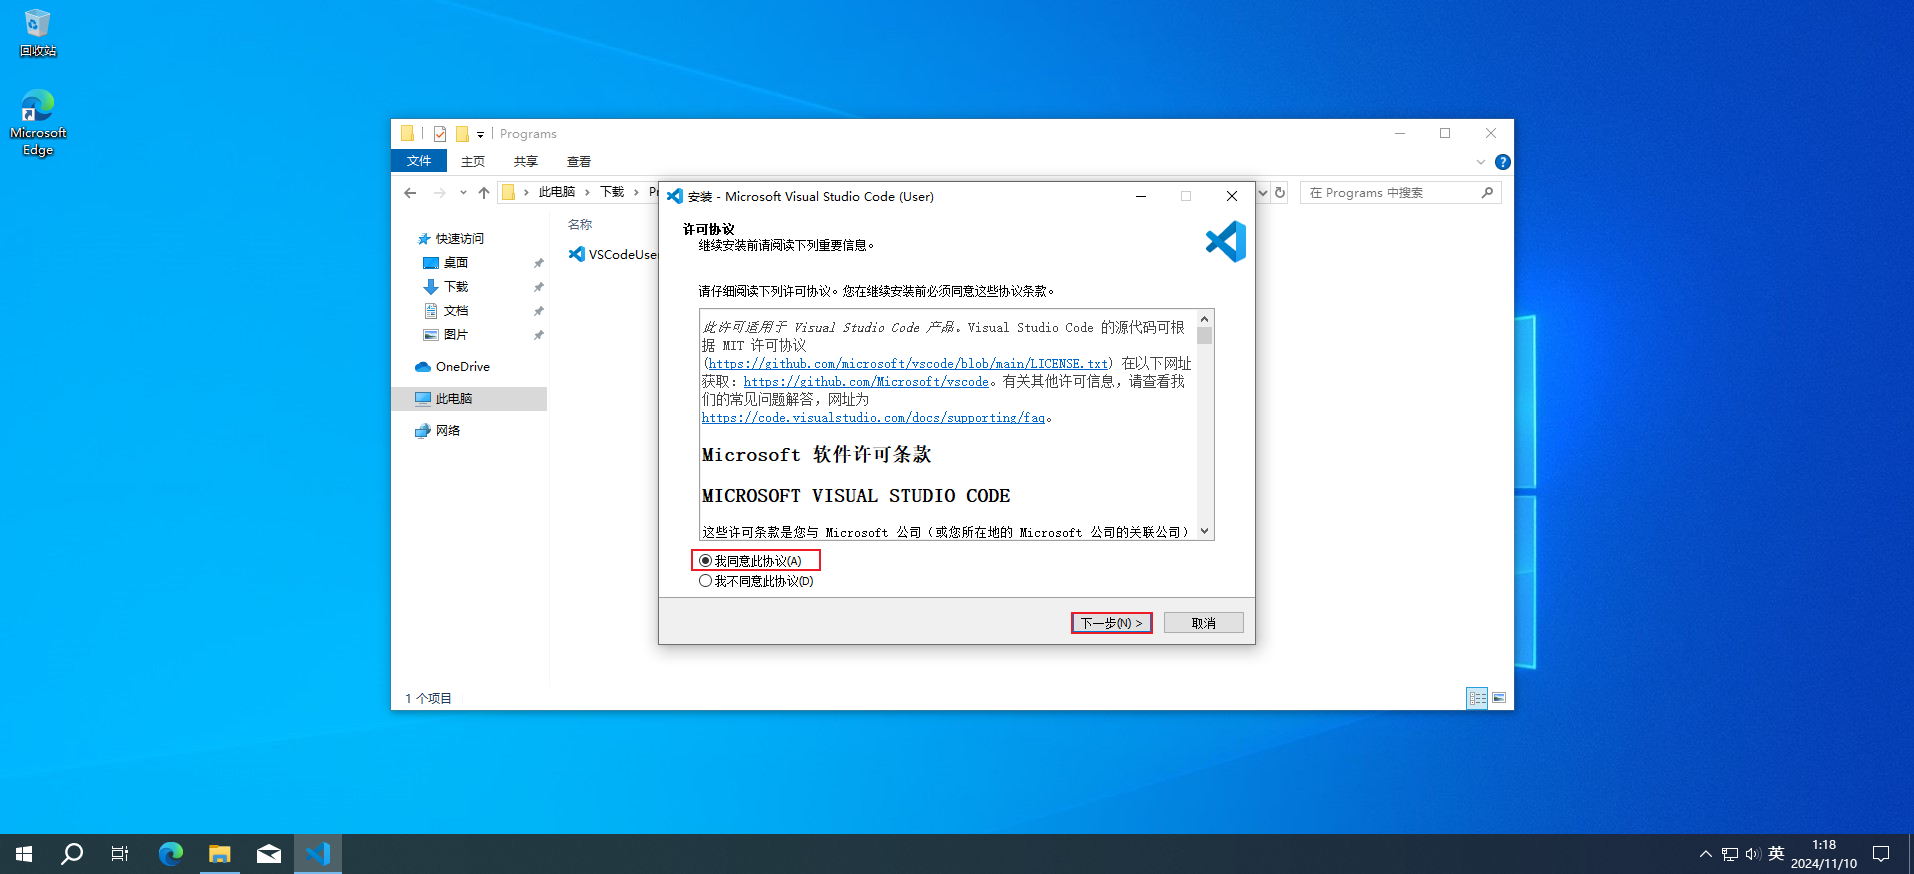 回收站
Microsoft
Edge
Programs
文件
主页
共享
查看
此电脑
下载
在 Programs 中搜索
快速访问
桌面
下载
文档
图片
OneDrive
此电脑
网络
名称
VSCodeUser
1 个项目
安装 - Microsoft Visual Studio Code (User)
许可协议
继续安装前请阅读下列重要信息。
请仔细阅读下列许可协议。您在继续安装前必须同意这些协议条款。
此许可适用于 Visual Studio Code 产品。Visual Studio Code 的源代码可根
据 MIT 许可协议
(https://github.com/microsoft/vscode/blob/main/LICENSE.txt) 在以下网址
获取：https://github.com/Microsoft/vscode。有关其他许可信息，请查看我
们的常见问题解答，网址为
https://code.visualstudio.com/docs/supporting/faq。
Microsoft 软件许可条款
MICROSOFT VISUAL STUDIO CODE
这些许可条款是您与 Microsoft 公司（或您所在地的 Microsoft 公司的关联公司）
我同意此协议(A)
我不同意此协议(D)
下一步(N) >
取消
英
1:18
2024/11/10